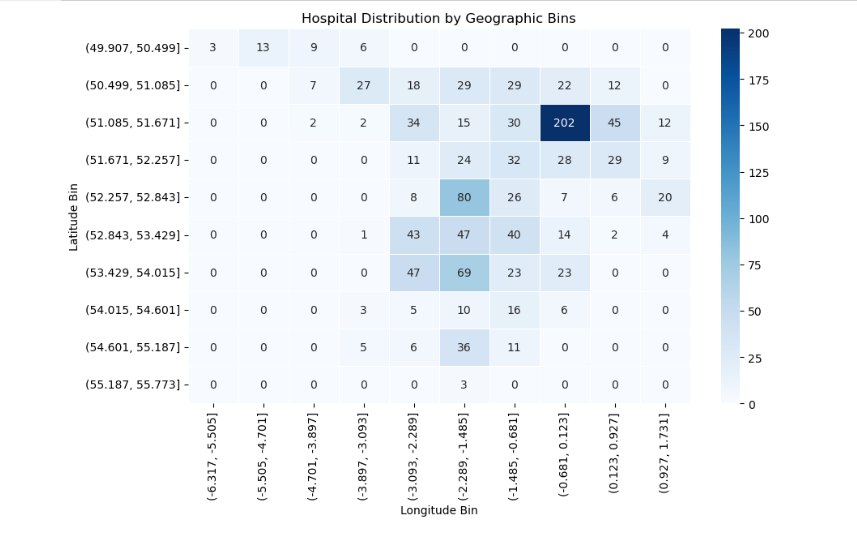 Hospital Distribution by Geographic Bins
(49.907, 50.499] 3 13 9 6 0 0 0 0 0 0
(50.499, 51.085] 0 0 7 27 18 29 29 22 12 0
(51.085, 51.671] 0 0 2 2 34 15 30 202 45 12
(51.671, 52.257] 0 0 0 0 11 24 32 28 29 9
(52.257, 52.843] 0 0 0 0 8 80 26 7 6 20
(52.843, 53.429] 0 0 0 1 43 47 40 14 2 4
(53.429, 54.015] 0 0 0 0 47 69 23 23 0 0
(54.015, 54.601] 0 0 0 3 5 10 16 6 0 0
(54.601, 55.187] 0 0 0 5 6 36 11 0 0 0
(55.187, 55.773] 0 0 0 0 0 3 0 0 0 0
Latitude Bin
(-6.317, -5.505] (-5.505, -4.701] (-4.701, -3.897] (-3.897, -3.093] (-3.093, -2.289] (-2.289, -1.485] (-1.485, -0.681] (-0.681, 0.123] (0.123, 0.927] (0.927, 1.731]
Longitude Bin
200
175
150
125
100
75
50
25
0